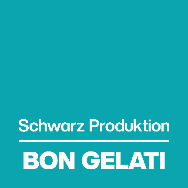 Schwarz Produktion
BON GELATI